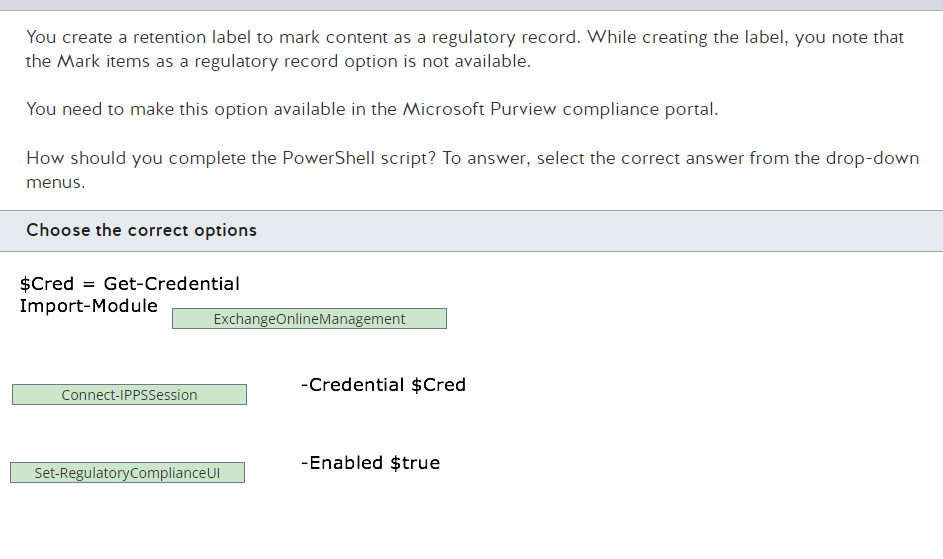 You create a retention label to mark content as a regulatory record. While creating the label, you note that
the Mark items as a regulatory record option is not available.
You need to make this option available in the Microsoft Purview compliance portal.
How should you complete the PowerShell script? To answer, select the correct answer from the drop-down
menus.
Choose the correct options
$Cred = Get-Credential
Import-Module ExchangeOnlineManagement
Connect-IPPSSession -Credential $Cred
Set-RegulatoryComplianceUI -Enabled $true